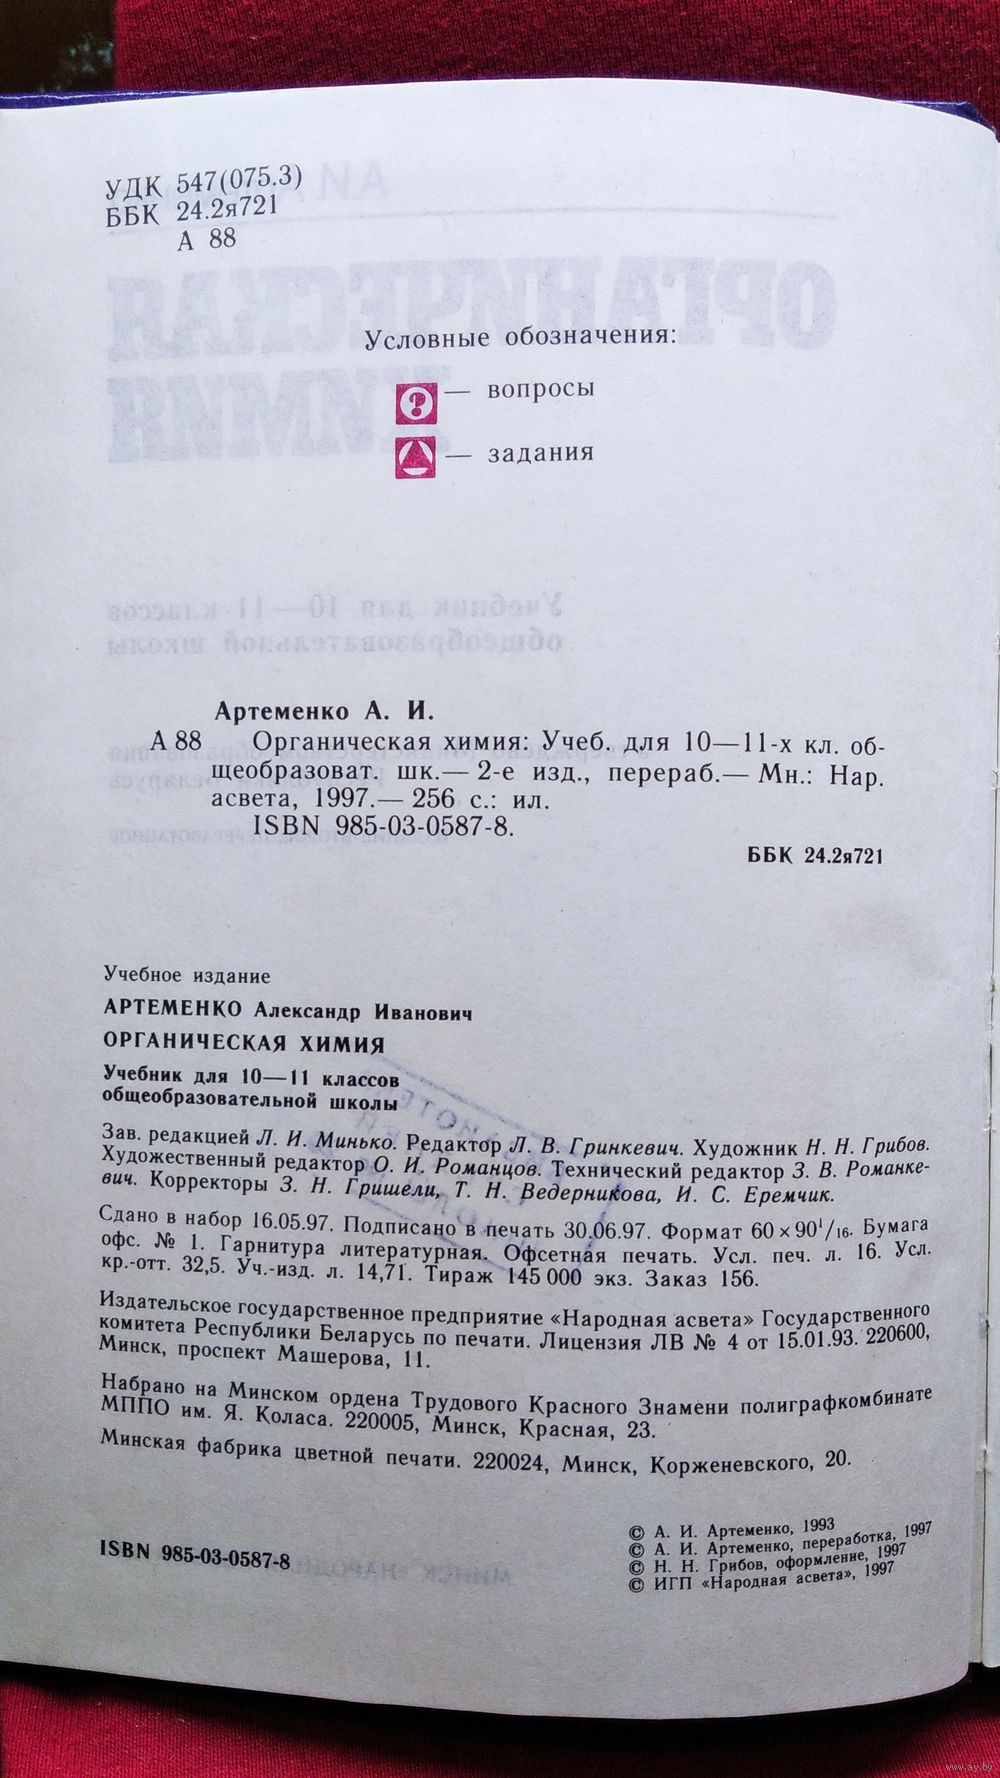 УДК 547(075.3)
ББК 24.2я721
А 88
Условные обозначения:
— вопросы
— задания
Артеменко А. И.
А 88 Органическая химия: Учеб. для 10—11-х кл. об-
щеобразоват. шк.— 2-е изд., перераб.— Мн.: Нар.
асвета, 1997.— 256 с.: ил.
ISBN 985-03-0587-8.
ББК 24.2я721
Учебное издание
АРТЕМЕНКО Александр Иванович
ОРГАНИЧЕСКАЯ ХИМИЯ
Учебник для 10—11 классов
общеобразовательной школы
Зав. редакцией Л. И. Минько. Редактор Л. В. Гринкевич. Художник Н. Н. Грибов.
Художественный редактор О. И. Романцов. Технический редактор З. В. Романке-
вич. Корректоры З. Н. Гришели, Т. Н. Ведерникова, И. С. Еремчик.
Сдано в набор 16.05.97. Подписано в печать 30.06.97. Формат 60×90¹/₁₆. Бумага
офс. № 1. Гарнитура литературная. Офсетная печать. Усл. печ. л. 16. Усл.
кр.-отт. 32,5. Уч.-изд. л. 14,71. Тираж 145 000 экз. Заказ 156.
Издательское государственное предприятие «Народная асвета» Государственного
комитета Республики Беларусь по печати. Лицензия ЛВ № 4 от 15.01.93. 220600,
Минск, проспект Машерова, 11.
Набрано на Минском ордена Трудового Красного Знамени полиграфкомбинате
МППО им. Я. Коласа. 220005, Минск, Красная, 23.
Минская фабрика цветной печати. 220024, Минск, Корженевского, 20.
© А. И. Артеменко, 1993
© А. И. Артеменко, переработка, 1997
© Н. Н. Грибов, оформление, 1997
© ИГП «Народная асвета», 1997
ISBN 985-03-0587-8
www.ay.by